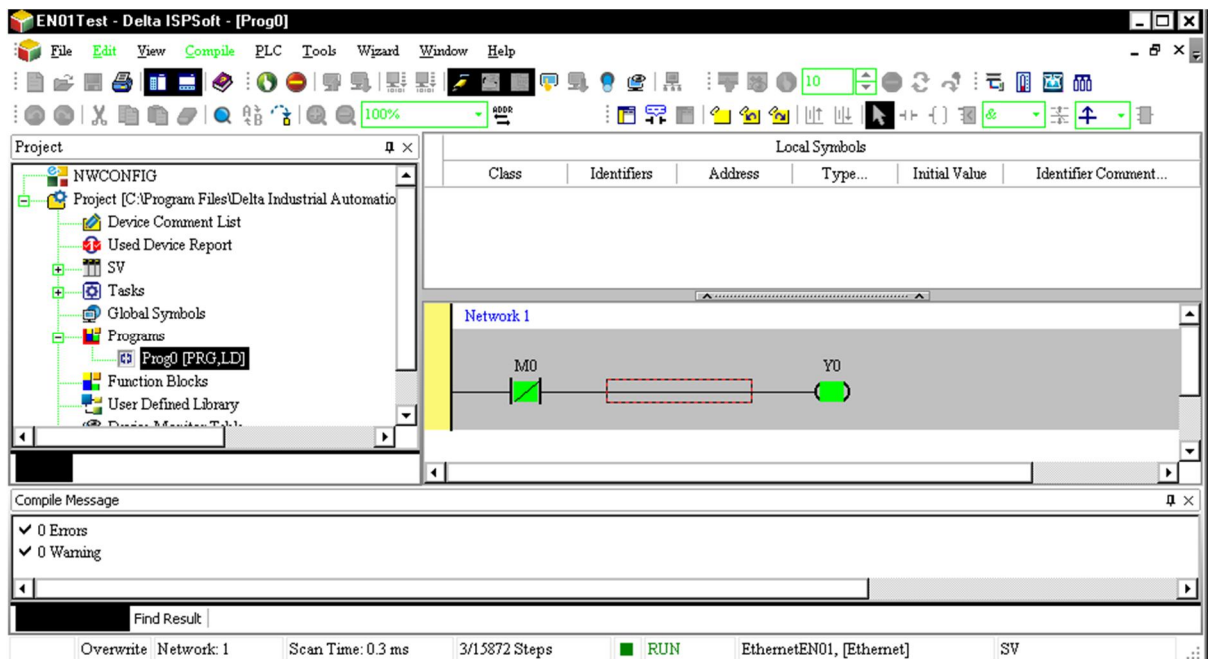 EN01Test - Delta ISPSoft - [Prog0]
File Edit View Compile PLC Tools Wizard Window Help
10
100%
ADDR
&
Project
NWCONFIG
Project [C:\Program Files\Delta Industrial Automatio
Device Comment List
Used Device Report
SV
Tasks
Global Symbols
Programs
Prog0 [PRG,LD]
Function Blocks
User Defined Library
Local Symbols
Class Identifiers Address Type... Initial Value Identifier Comment...
Network 1
M0 Y0
Compile Message
0 Errors
0 Warning
Find Result
Overwrite Network: 1 Scan Time: 0.3 ms 3/15872 Steps RUN EthernetEN01, [Ethernet] SV